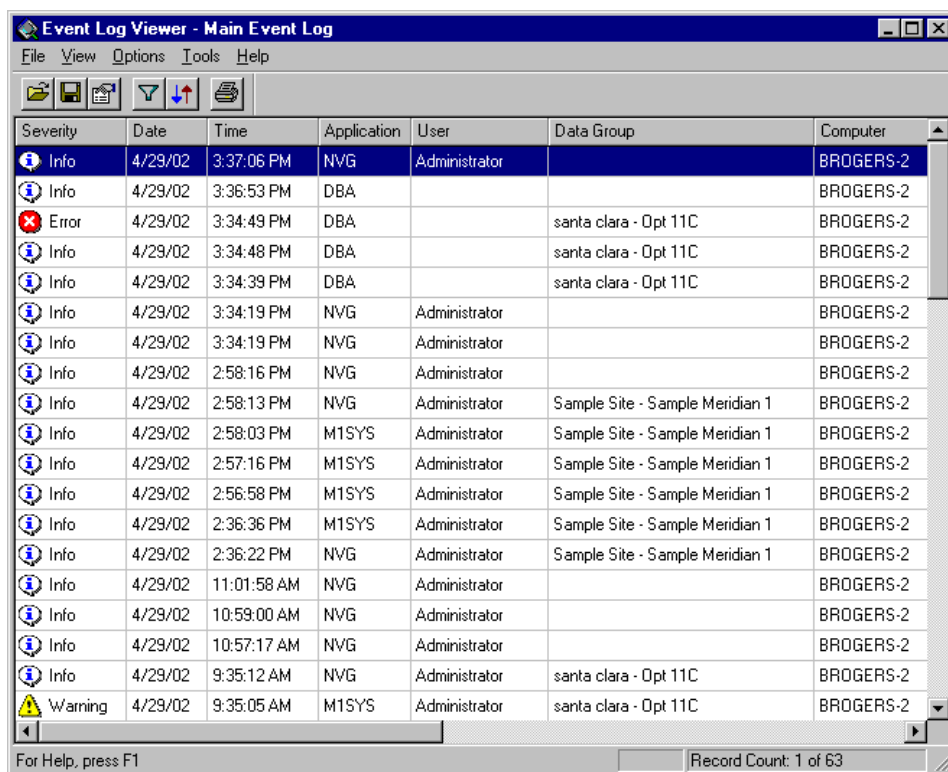 Event Log Viewer - Main Event Log
File View Options Tools Help
Severity Date Time Application User Data Group Computer
Info 4/29/02 3:37:06 PM NVG Administrator BROGERS-2
Info 4/29/02 3:36:53 PM DBA BROGERS-2
Error 4/29/02 3:34:49 PM DBA santa clara - Opt 11C BROGERS-2
Info 4/29/02 3:34:48 PM DBA santa clara - Opt 11C BROGERS-2
Info 4/29/02 3:34:39 PM DBA santa clara - Opt 11C BROGERS-2
Info 4/29/02 3:34:19 PM NVG Administrator BROGERS-2
Info 4/29/02 3:34:19 PM NVG Administrator BROGERS-2
Info 4/29/02 2:58:16 PM NVG Administrator BROGERS-2
Info 4/29/02 2:58:13 PM NVG Administrator Sample Site - Sample Meridian 1 BROGERS-2
Info 4/29/02 2:58:03 PM M1SYS Administrator Sample Site - Sample Meridian 1 BROGERS-2
Info 4/29/02 2:57:16 PM M1SYS Administrator Sample Site - Sample Meridian 1 BROGERS-2
Info 4/29/02 2:56:58 PM M1SYS Administrator Sample Site - Sample Meridian 1 BROGERS-2
Info 4/29/02 2:36:36 PM M1SYS Administrator Sample Site - Sample Meridian 1 BROGERS-2
Info 4/29/02 2:36:22 PM NVG Administrator Sample Site - Sample Meridian 1 BROGERS-2
Info 4/29/02 11:01:58 AM NVG Administrator BROGERS-2
Info 4/29/02 10:59:00 AM NVG Administrator BROGERS-2
Info 4/29/02 10:57:17 AM NVG Administrator BROGERS-2
Info 4/29/02 9:35:12 AM NVG Administrator santa clara - Opt 11C BROGERS-2
Warning 4/29/02 9:35:05 AM M1SYS Administrator santa clara - Opt 11C BROGERS-2
For Help, press F1 Record Count: 1 of 63